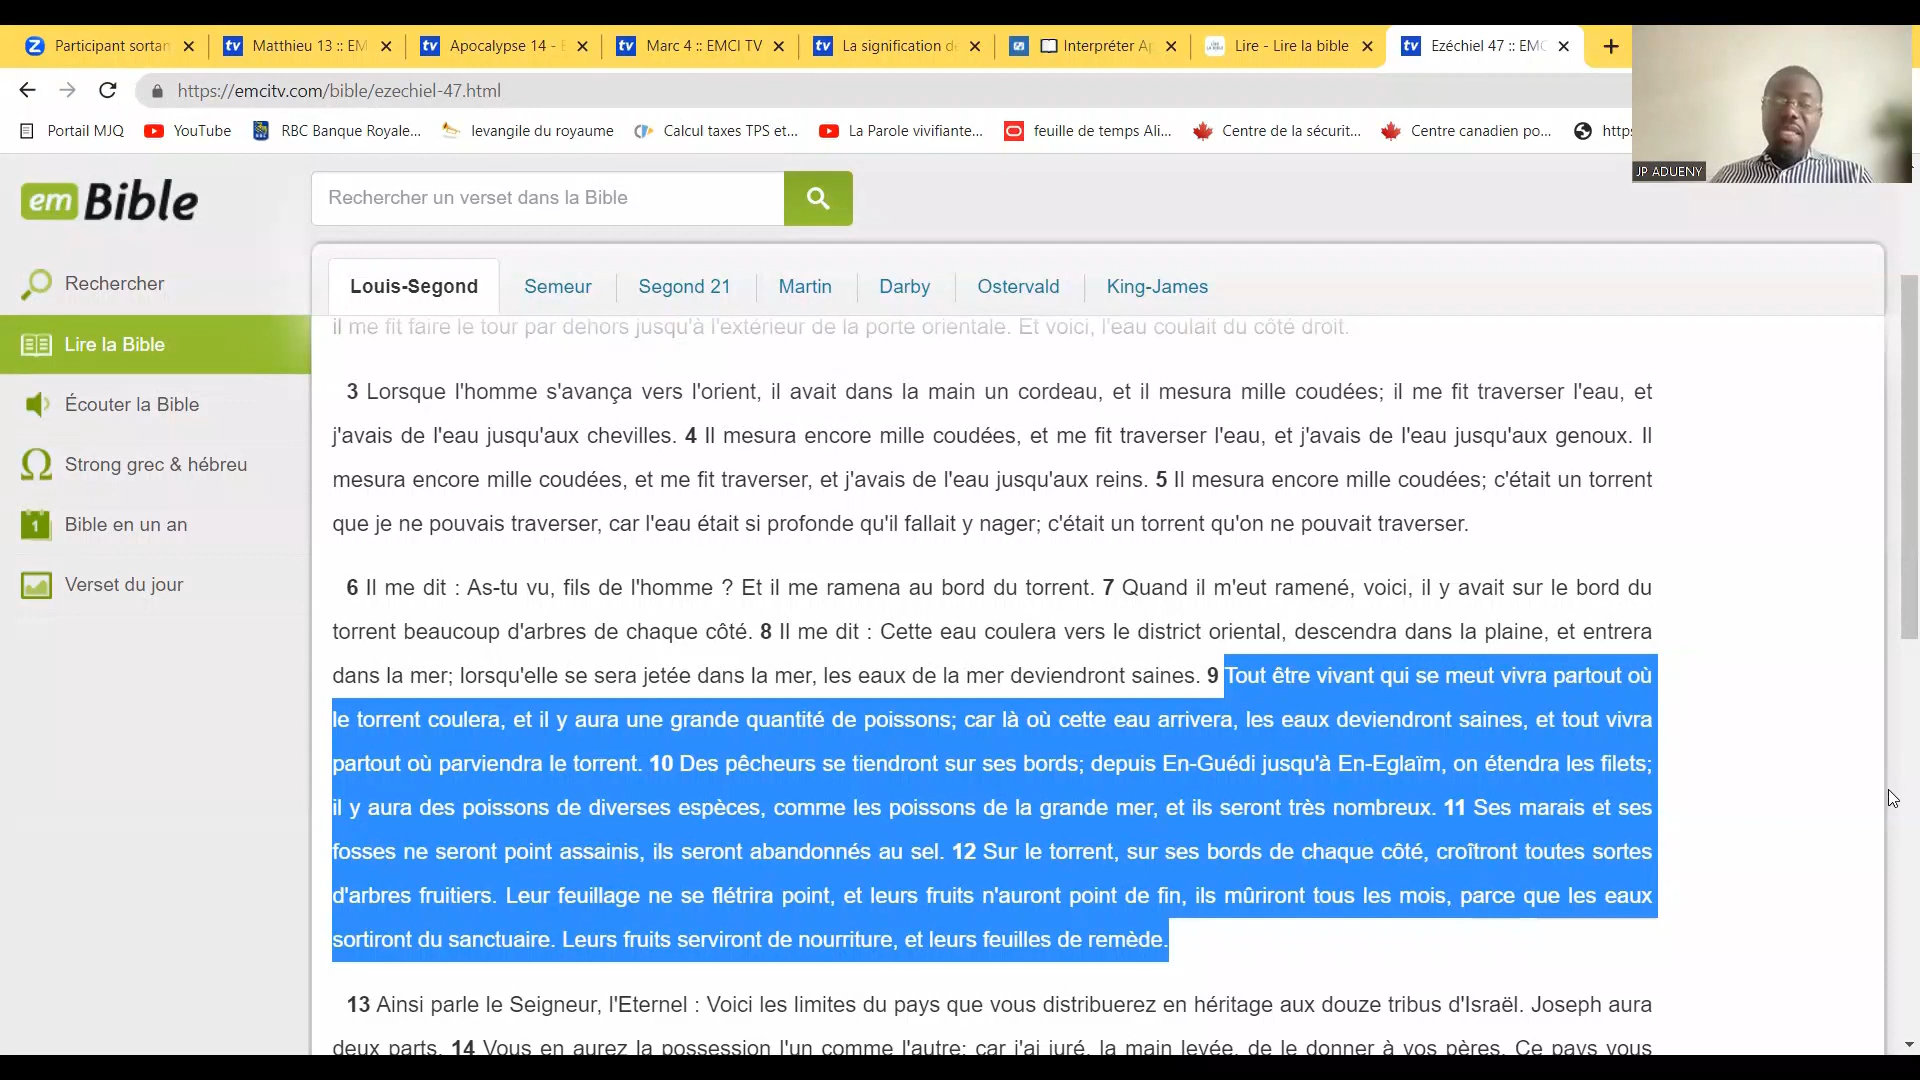 Participant sortan
Matthieu 13 :: EM
Apocalypse 14 -
Marc 4 :: EMCI TV
La signification d
Interpréter A
Lire - Lire la bible
Ezéchiel 47 :: EMC
https://emcitv.com/bible/ezechiel-47.html
Portail MJQ
YouTube
RBC Banque Royale...
levangile du royaume
Calcul taxes TPS et...
La Parole vivifiante...
feuille de temps Ali...
Centre de la sécurit...
Centre canadien po...
https
JP ADUENY
em Bible
Rechercher un verset dans la Bible
Rechercher
Lire la Bible
Écouter la Bible
Strong grec & hébreu
Bible en un an
Verset du jour
Louis-Segond
Semeur
Segond 21
Martin
Darby
Ostervald
King-James
il me fit faire le tour par dehors jusqu'à l'extérieur de la porte orientale. Et voici, l'eau coulait du côté droit.
3 Lorsque l'homme s'avança vers l'orient, il avait dans la main un cordeau, et il mesura mille coudées; il me fit traverser l'eau, et
j'avais de l'eau jusqu'aux chevilles. 4 Il mesura encore mille coudées, et me fit traverser l'eau, et j'avais de l'eau jusqu'aux genoux. Il
mesura encore mille coudées, et me fit traverser, et j'avais de l'eau jusqu'aux reins. 5 Il mesura encore mille coudées; c'était un torrent
que je ne pouvais traverser, car l'eau était si profonde qu'il fallait y nager; c'était un torrent qu'on ne pouvait traverser.
6 Il me dit : As-tu vu, fils de l'homme ? Et il me ramena au bord du torrent. 7 Quand il m'eut ramené, voici, il y avait sur le bord du
torrent beaucoup d'arbres de chaque côté. 8 Il me dit : Cette eau coulera vers le district oriental, descendra dans la plaine, et entrera
dans la mer; lorsqu'elle se sera jetée dans la mer, les eaux de la mer deviendront saines. 9 Tout être vivant qui se meut vivra partout où
le torrent coulera, et il y aura une grande quantité de poissons; car là où cette eau arrivera, les eaux deviendront saines, et tout vivra
partout où parviendra le torrent. 10 Des pêcheurs se tiendront sur ses bords; depuis En-Guédi jusqu'à En-Eglaïm, on étendra les filets;
il y aura des poissons de diverses espèces, comme les poissons de la grande mer, et ils seront très nombreux. 11 Ses marais et ses
fosses ne seront point assainis, ils seront abandonnés au sel. 12 Sur le torrent, sur ses bords de chaque côté, croîtront toutes sortes
d'arbres fruitiers. Leur feuillage ne se flétrira point, et leurs fruits n'auront point de fin, ils mûriront tous les mois, parce que les eaux
sortiront du sanctuaire. Leurs fruits serviront de nourriture, et leurs feuilles de remède.
13 Ainsi parle le Seigneur, l'Eternel : Voici les limites du pays que vous distribuerez en héritage aux douze tribus d'Israël. Joseph aura
deux parts. 14 Vous en aurez la possession l'un comme l'autre; car j'ai juré, la main levée, de le donner à vos pères. Ce pays vous